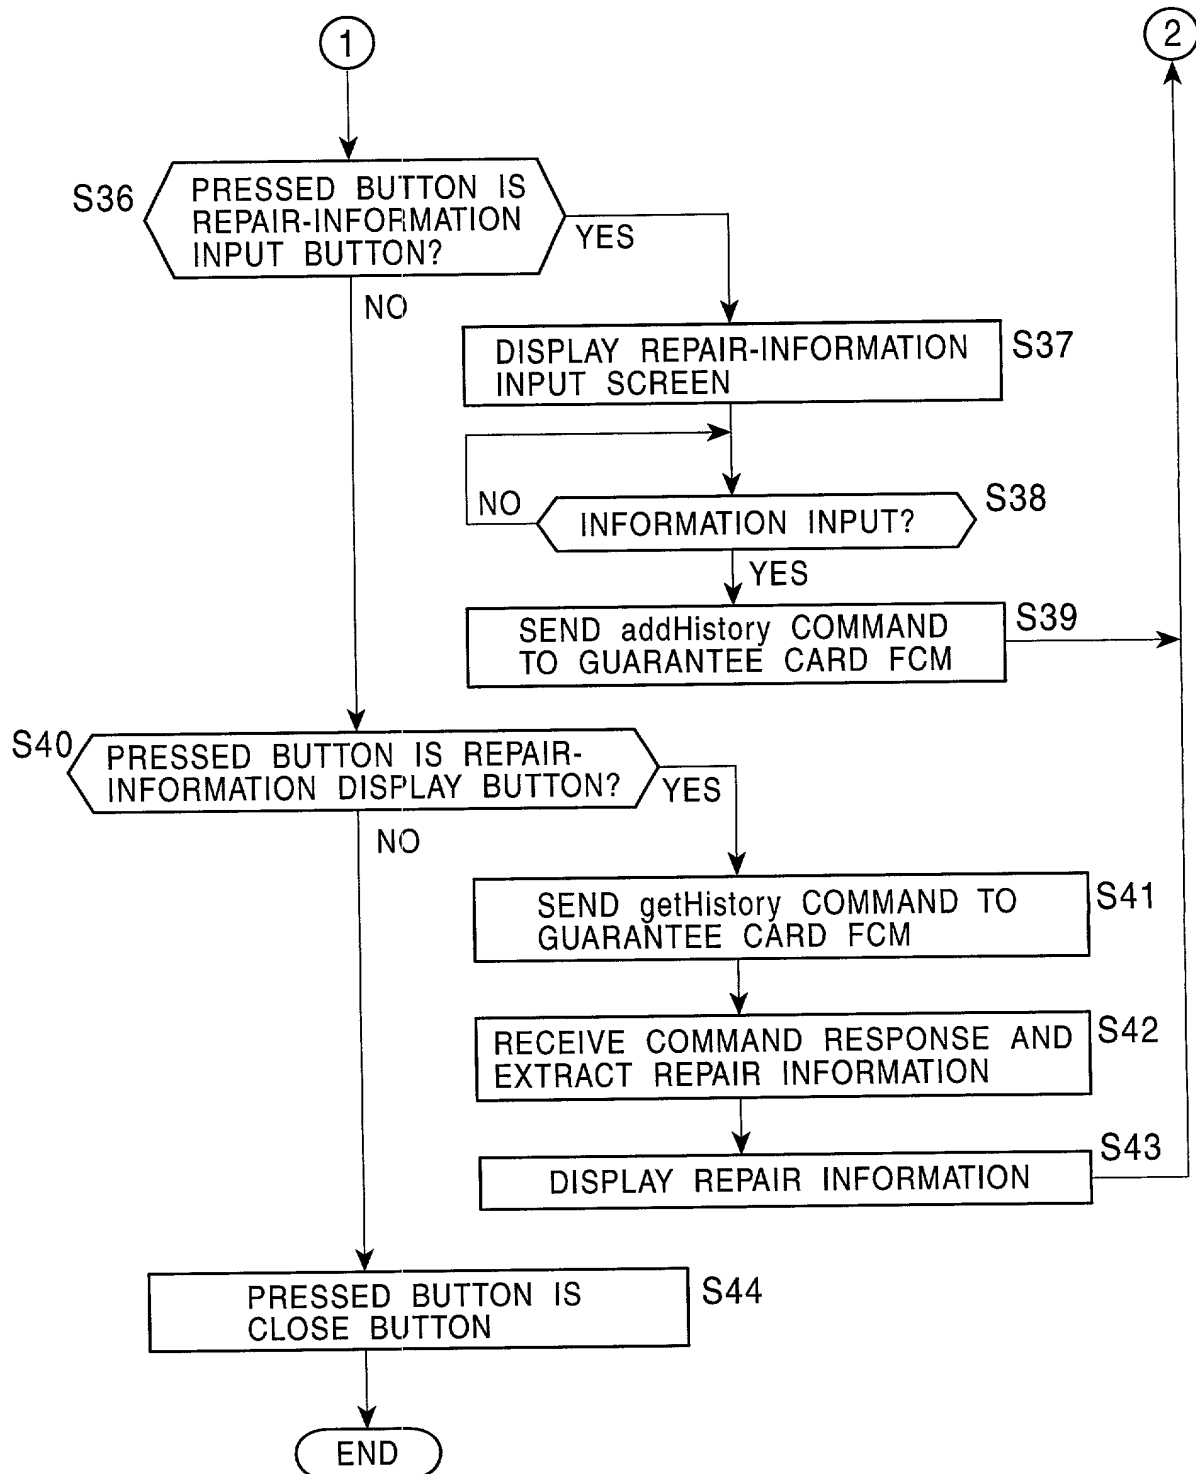 1
2
S36
PRESSED BUTTON IS
REPAIR-INFORMATION
INPUT BUTTON?
YES
NO
DISPLAY REPAIR-INFORMATION
INPUT SCREEN
S37
NO
INFORMATION INPUT?
S38
YES
SEND addHistory COMMAND
TO GUARANTEE CARD FCM
S39
S40
PRESSED BUTTON IS REPAIR-
INFORMATION DISPLAY BUTTON?
YES
NO
SEND getHistory COMMAND TO
GUARANTEE CARD FCM
S41
RECEIVE COMMAND RESPONSE AND
EXTRACT REPAIR INFORMATION
S42
DISPLAY REPAIR INFORMATION
S43
PRESSED BUTTON IS
CLOSE BUTTON
S44
END